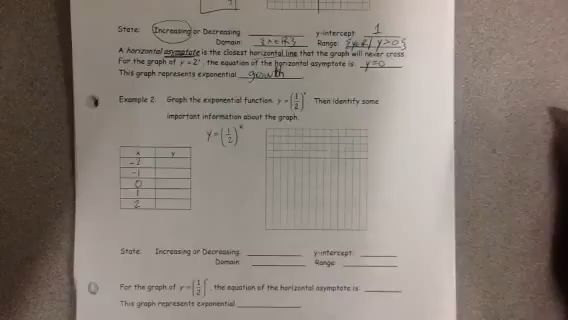 State: Increasing or Decreasing y-intercept: 1
Domain: {x∈ℝ} Range: {y∈ℝ / y>0}
A horizontal asymptote is the closest horizontal line that the graph will never cross
For the graph of y = 2ˣ, the equation of the horizontal asymptote is: y=0
This graph represents exponential growth
Example 2: Graph the exponential function y = (1/2)ˣ Then identify some
important information about the graph.
y = (1/2)ˣ
x y
-2
-1
0
1
2
State: Increasing or Decreasing: y-intercept:
Domain: Range:
For the graph of y = (1/2)ˣ, the equation of the horizontal asymptote is:
This graph represents exponential